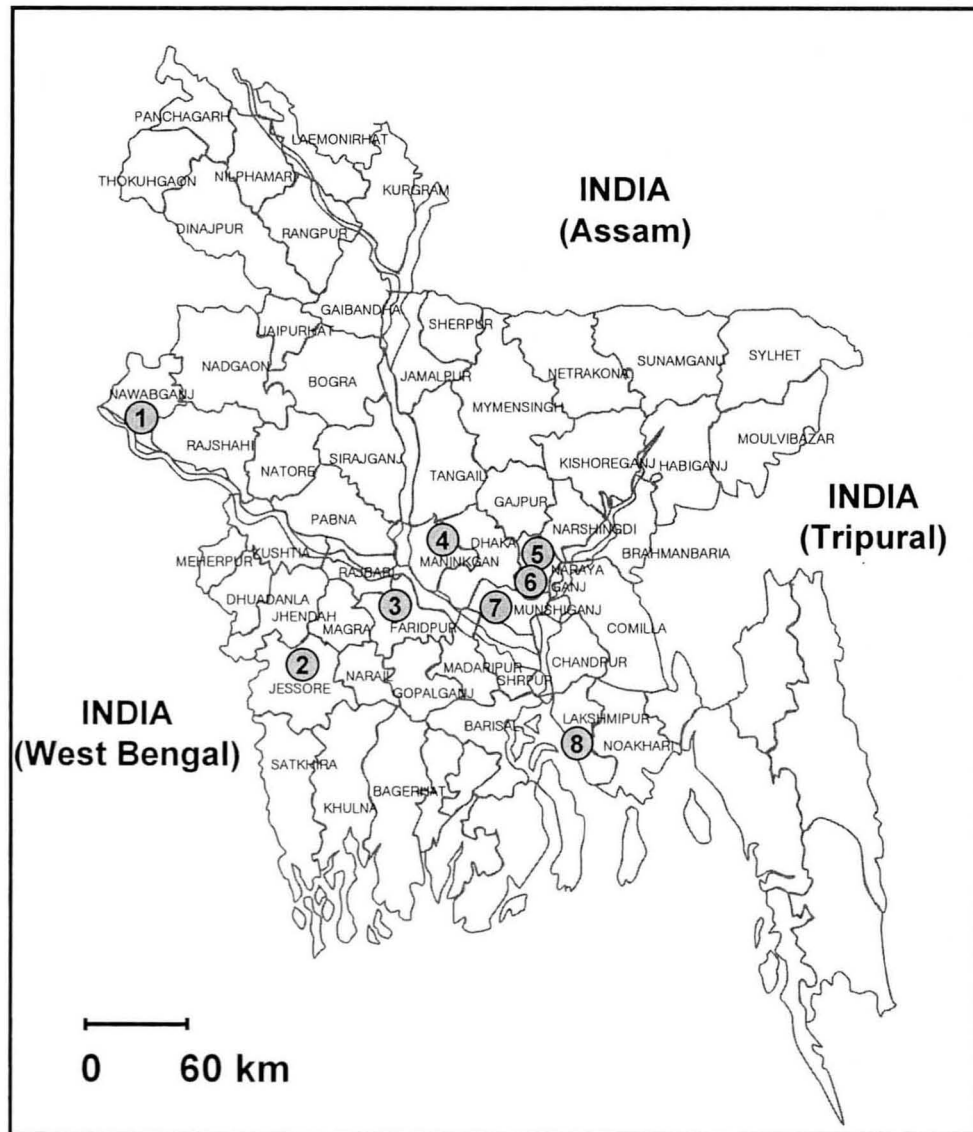 PANCHAGARH
LAEMONIRHAT
THOKUHGAON
NILPHAMARI
KURGRAM
INDIA
(Assam)
DINAJPUR
RANGPUR
GAIBANDHA
SHERPUR
JAIPURHAT
NADGAON
SUNAMGANJ
SYLHET
JAMALPUR
NETRAKONA
BOGRA
NAWABGANJ
MYMENSINGH
1
RAJSHAHI
MOULVIBAZAR
SIRAJGANJ
KISHOREGANJ
HABIGANJ
NATORE
TANGAIL
GAJPUR
INDIA
(Tripural)
PABNA
NARSHINGDI
4
DHAKA
5
KUSHTIA
BRAHMANBARIA
MEHERPUR
MANINKGAN
NARAYA
GANJ
RAJBARI
6
DHUADANLA
3
7
MUNSHIGANJ
JHENDAH
MAGRA
FARIDPUR
COMILLA
2
MADARIPUR
CHANDPUR
NARAIL
SHRPUR
JESSORE
GOPALGANJ
INDIA
(West Bengal)
BARISAL
LAKSHMIPUR
8
NOAKHARI
SATKHIRA
BAGERHAT
KHULNA
0 60 km